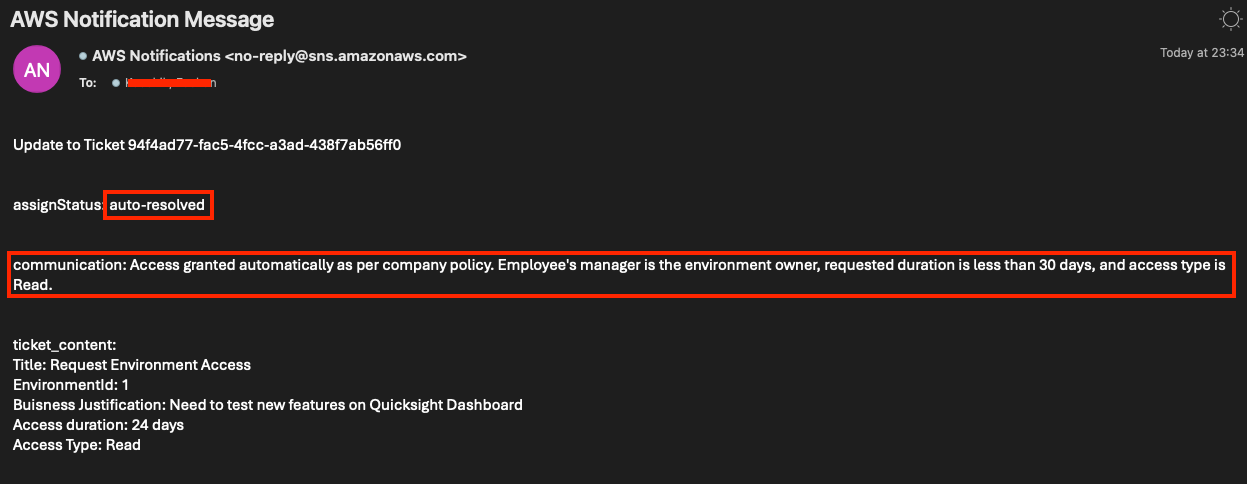 AWS Notification Message
AN
AWS Notifications <no-reply@sns.amazonaws.com>
Today at 23:34
To:
Update to Ticket 94f4ad77-fac5-4fcc-a3ad-438f7ab56ff0
assignStatus: auto-resolved
communication: Access granted automatically as per company policy. Employee's manager is the environment owner, requested duration is less than 30 days, and access type is
Read.
ticket_content:
Title: Request Environment Access
EnvironmentId: 1
Buisness Justification: Need to test new features on Quicksight Dashboard
Access duration: 24 days
Access Type: Read